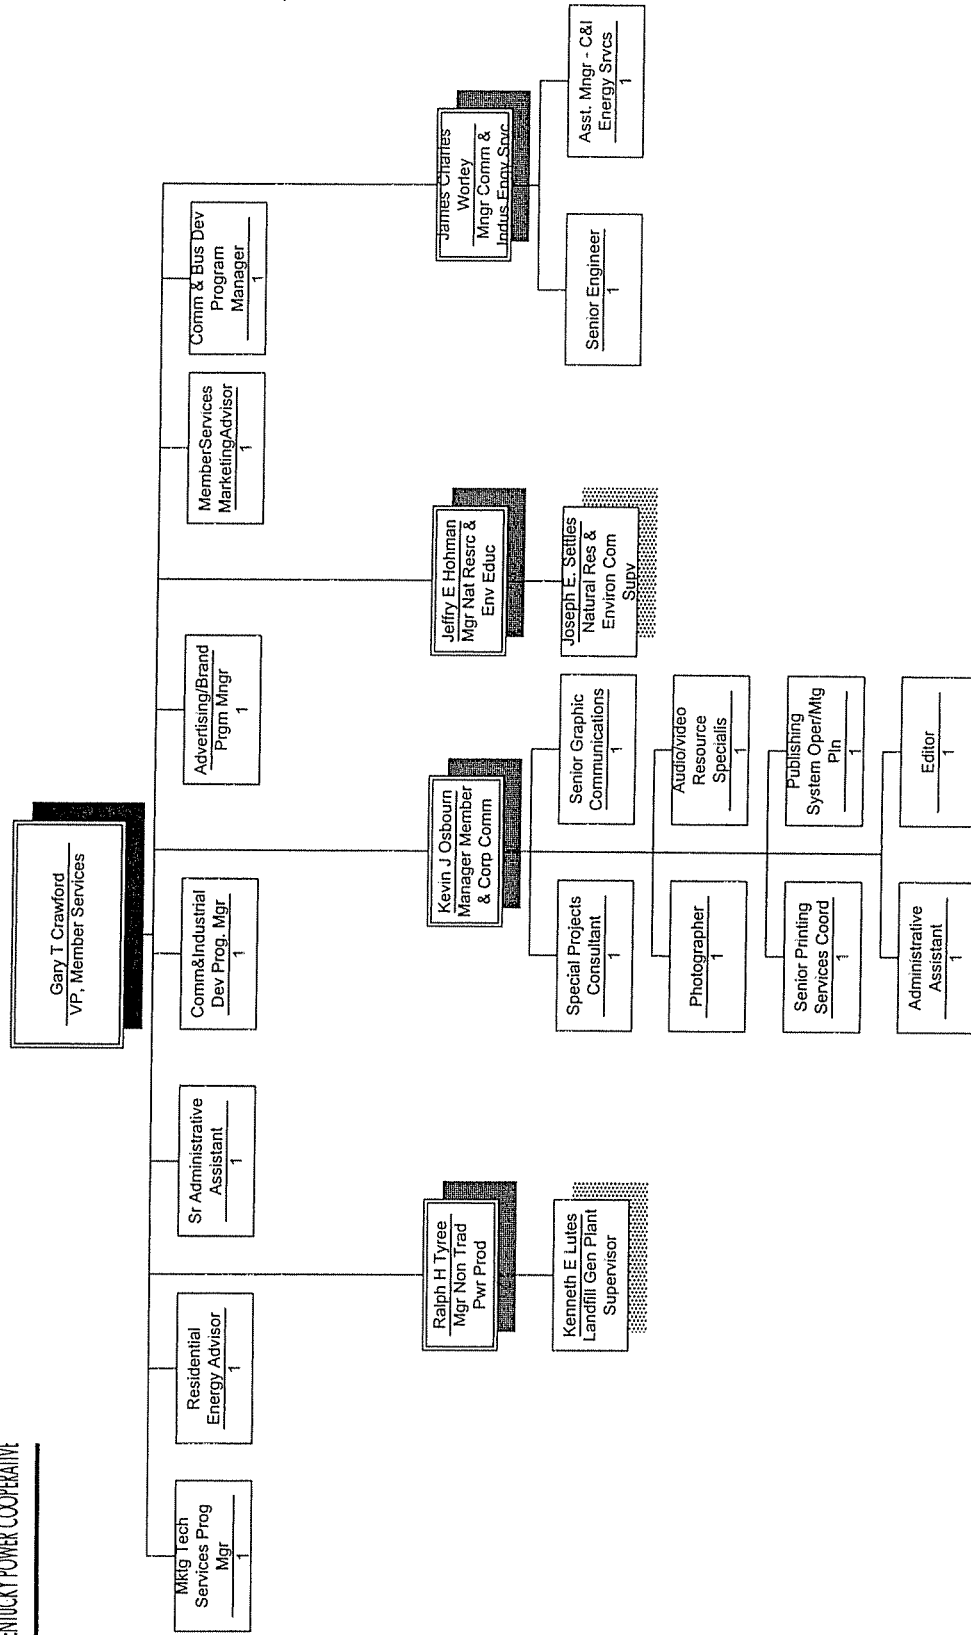 ENTUCKY POWER COOPERATIVE
Gary T Crawford
VP, Member Services
Mktg Tech
Services Prog
Mgr
1
Residential
Energy Advisor
1
Sr Administrative
Assistant
1
Comm&Industrial
Dev Prog. Mgr
1
Advertising/Brand
Prgm Mngr
1
MemberServices
MarketingAdvisor
1
Comm & Bus Dev
Program
Manager
1
Ralph H Tyree
Mgr Non Trad
Pwr Prod
Kenneth E Lutes
Landfill Gen Plant
Supervisor
Kevin J Osbourn
Manager Member
& Corp Comm
Special Projects
Consultant
1
Senior Graphic
Communications
1
Photographer
1
Audio/video
Resource
Specialis
1
Senior Printing
Services Coord
1
Publishing
System Oper/Mtg
Pln
1
Administrative
Assistant
1
Editor
1
Jeffry E Hohman
Mgr Nat Resrc &
Env Educ
Joseph E. Settles
Natural Res &
Environ Com
Supv
James Charles
Worley
Mngr Comm &
Indus Engy Srvc
Senior Engineer
1
Asst. Mngr - C&I
Energy Srvcs
1